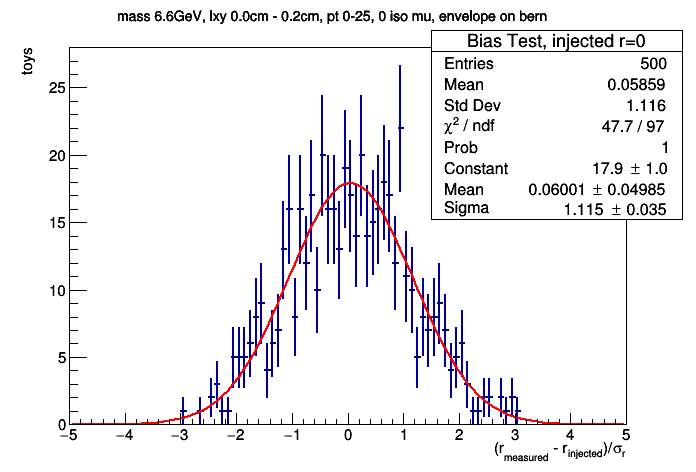 mass 6.6GeV, lxy 0.0cm - 0.2cm, pt 0-25, 0 iso mu, envelope on bern
Bias Test, injected r=0
Entries 500
Mean 0.05859
Std Dev 1.116
χ² / ndf 47.7 / 97
Prob 1
Constant 17.9 ± 1.0
Mean 0.06001 ± 0.04985
Sigma 1.115 ± 0.035
toys
25
20
15
10
5
0
−5 −4 −3 −2 −1 0 1 2 3 4 5
(r_measured - r_injected)/σ_r